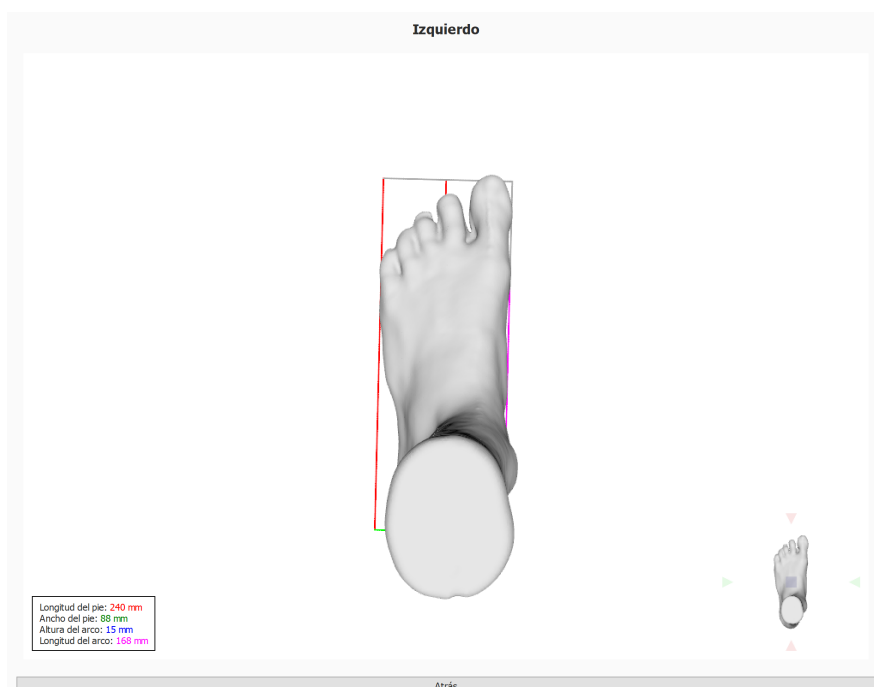 Izquierdo
Longitud del pie: 240 mm
Ancho del pie: 88 mm
Altura del arco: 15 mm
Longitud del arco: 168 mm
Atrás